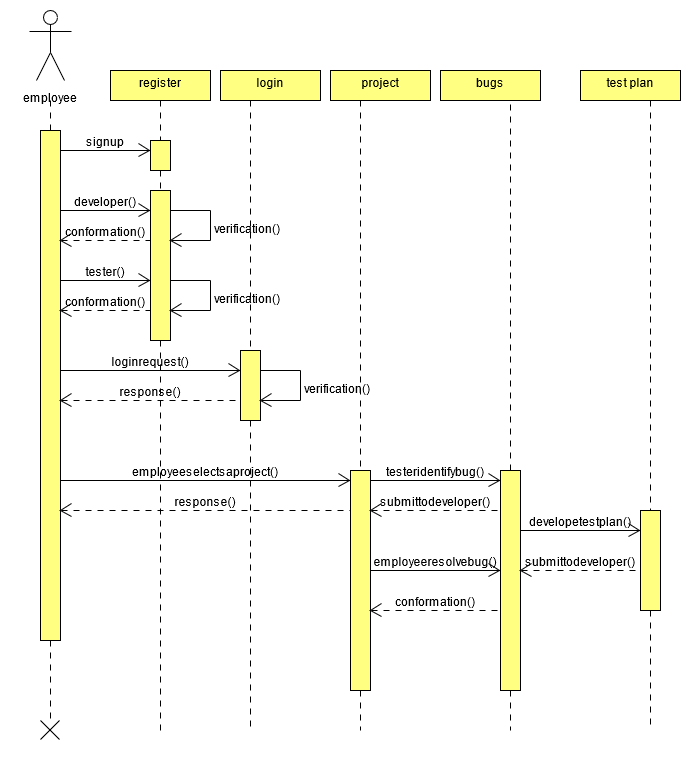 employee
register
login
project
bugs
test plan
signup
developer()
verification()
conformation()
tester()
verification()
conformation()
loginrequest()
verification()
response()
employeeselectsaproject()
testeridentifybug()
response()
submittodeveloper()
developetestplan()
employeeresolvebug()
submittodeveloper()
conformation()